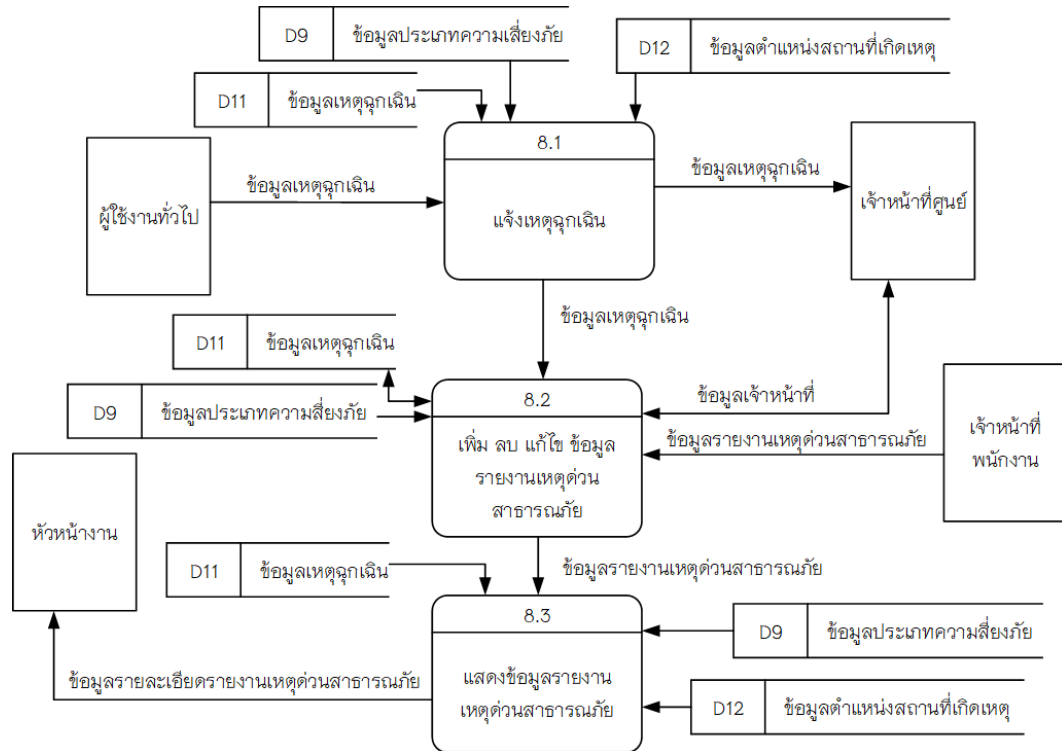 D9 ข้อมูลประเภทความเสี่ยงภัย
D12 ข้อมูลตำแหน่งสถานที่เกิดเหตุ
D11 ข้อมูลเหตุฉุกเฉิน
8.1
แจ้งเหตุฉุกเฉิน
ผู้ใช้งานทั่วไป
ข้อมูลเหตุฉุกเฉิน
ข้อมูลเหตุฉุกเฉิน
เจ้าหน้าที่ศูนย์
ข้อมูลเหตุฉุกเฉิน
D11 ข้อมูลเหตุฉุกเฉิน
D9 ข้อมูลประเภทความสี่ยงภัย
8.2
เพิ่ม ลบ แก้ไข ข้อมูล
รายงานเหตุด่วน
สาธารณภัย
ข้อมูลเจ้าหน้าที่
ข้อมูลรายงานเหตุด่วนสาธารณภัย
เจ้าหน้าที่
พนักงาน
หัวหน้างาน
ข้อมูลรายงานเหตุด่วนสาธารณภัย
D11 ข้อมูลเหตุฉุกเฉิน
8.3
แสดงข้อมูลรายงาน
เหตุด่วนสาธารณภัย
D9 ข้อมูลประเภทความสี่ยงภัย
ข้อมูลรายละเอียดรายงานเหตุด่วนสาธารณภัย
D12 ข้อมูลตำแหน่งสถานที่เกิดเหตุ